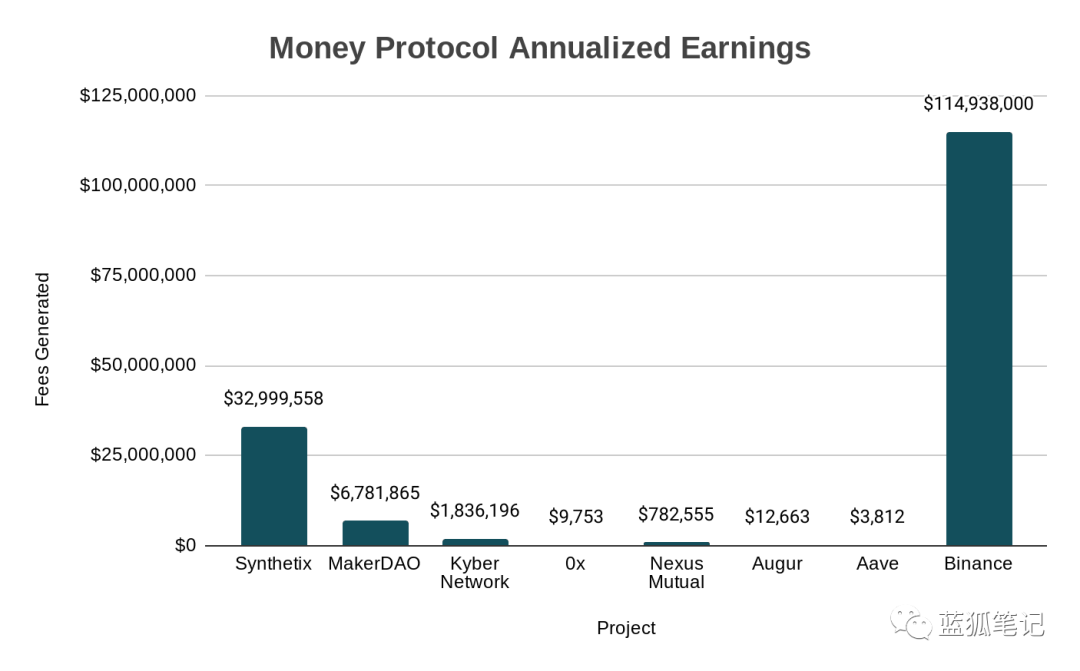 Money Protocol Annualized Earnings
Fees Generated
$125,000,000
$100,000,000
$75,000,000
$50,000,000
$25,000,000
$0
$32,999,558
$6,781,865
$1,836,196
$9,753
$782,555
$12,663
$3,812
$114,938,000
Synthetix
MakerDAO
Kyber
Network
0x
Nexus
Mutual
Augur
Aave
Binance
Project
蓝狐笔记